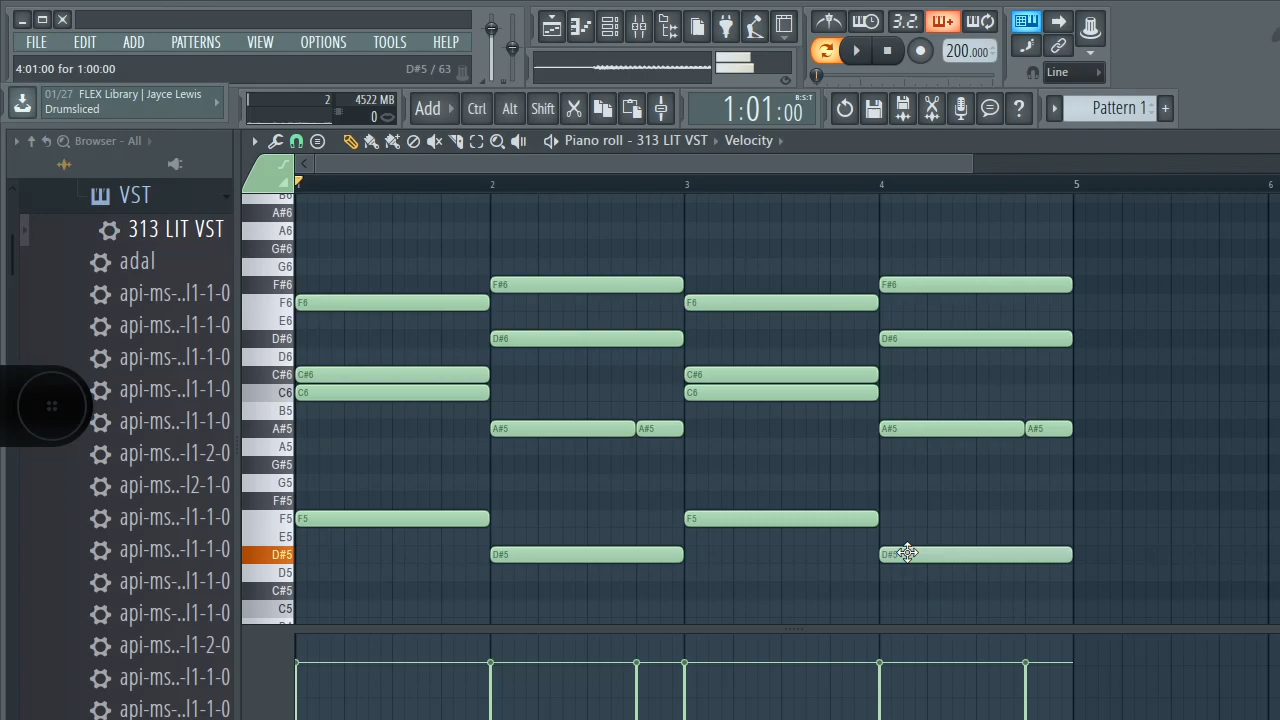 FILE EDIT ADD PATTERNS VIEW OPTIONS TOOLS HELP
3.2.
200.000
4:01:00 for 1:00:00
D#5 / 63
Line
01/27 FLEX Library | Jayce Lewis
Drumsliced
2
4522 MB
0
Add
Ctrl
Alt
Shift
1:01:00
B:S:T
?
Pattern 1
+
Browser - All
Piano roll - 313 LIT VST
Velocity
VST
313 LIT VST
adal
api-ms-..l1-1-0
api-ms..-l1-1-0
api-ms..-l1-1-0
api-ms..-l1-1-0
api-ms..-l1-1-0
api-ms..-l1-2-0
api-ms..-l2-1-0
api-ms..-l1-1-0
api-ms..-l1-1-0
api-ms..-l1-1-0
api-ms..-l1-1-0
api-ms..-l1-2-0
api-ms..-l1-1-0
api-ms..-l1-1-0
1 2 3 4 5 6
B6
A#6
A6
G#6
G6
F#6 F#6 F#6
F6 F6 F6
E6
D#6 D#6 D#6
D6
C#6 C#6 C#6
C6 C6 C6
B5
A#5 A#5 A#5 A#5 A#5
A5
G#5
G5
F#5
F5 F5 F5
E5
D#5 D#5 D#5
D5
C#5
C5